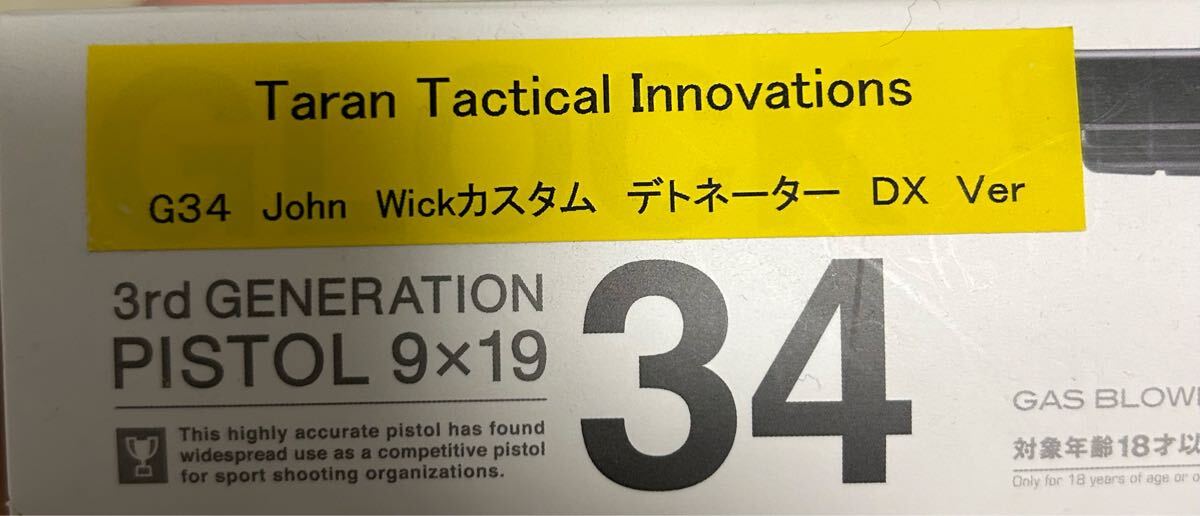 Taran Tactical Innovations
G34 John Wickカスタム デトネーター DX Ver
3rd GENERATION
PISTOL 9×19
34
This highly accurate pistol has found
widespread use as a competitive pistol
for sport shooting organizations.
GAS BLOW
対象年齢18才以
Only for 18 years of age or o